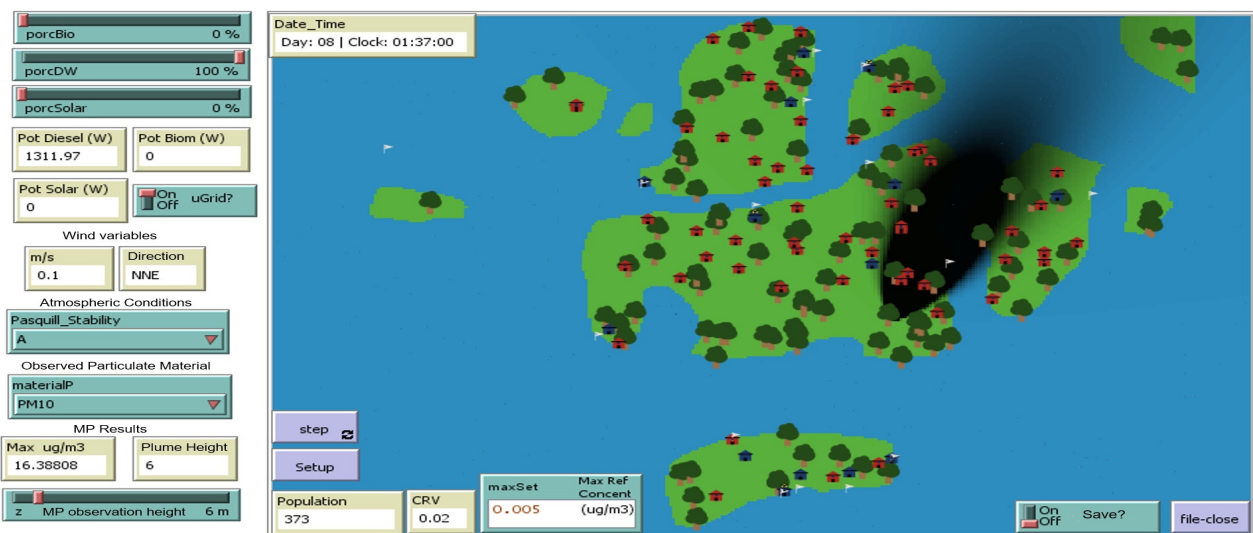 porcBio 0 %
porcDW 100 %
porcSolar 0 %
Pot Diesel (W) Pot Biom (W)
1311.97 0
Pot Solar (W) On
0 Off uGrid?
Wind variables
m/s Direction
0.1 NNE
Atmospheric Conditions
Pasquill_Stability
A
Observed Particulate Material
materialP
PM10
MP Results
Max ug/m3 Plume Height
16.38808 6
z MP observation height 6 m
Date_Time
Day: 08 | Clock: 01:37:00
step
Setup
Population
373
CRV
0.02
maxSet Max Ref
Concent
0.005 (ug/m3)
On
Off Save?
file-close